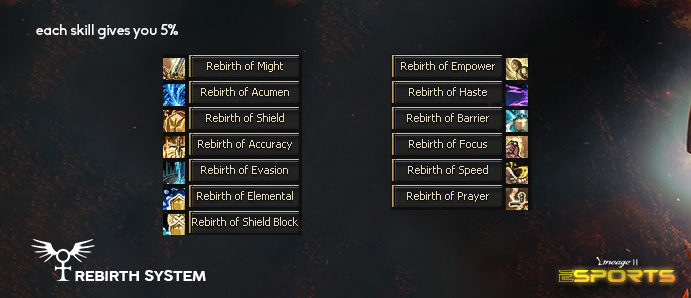 each skill gives you 5%
Rebirth of Might
Rebirth of Acumen
Rebirth of Shield
Rebirth of Accuracy
Rebirth of Evasion
Rebirth of Elemental
Rebirth of Shield Block
Rebirth of Empower
Rebirth of Haste
Rebirth of Barrier
Rebirth of Focus
Rebirth of Speed
Rebirth of Prayer
REBIRTH SYSTEM
Lineage II
ESPORTS